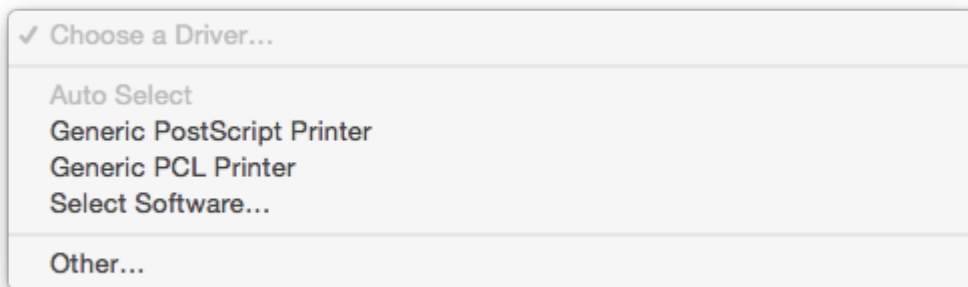 ✓ Choose a Driver...
Auto Select
Generic PostScript Printer
Generic PCL Printer
Select Software...
Other...